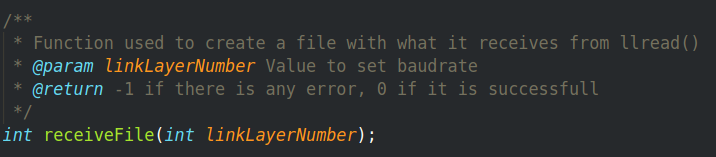 /**
 * Function used to create a file with what it receives from llread()
 * @param linkLayerNumber Value to set baudrate
 * @return -1 if there is any error, 0 if it is successfull
 */
int receiveFile(int linkLayerNumber);